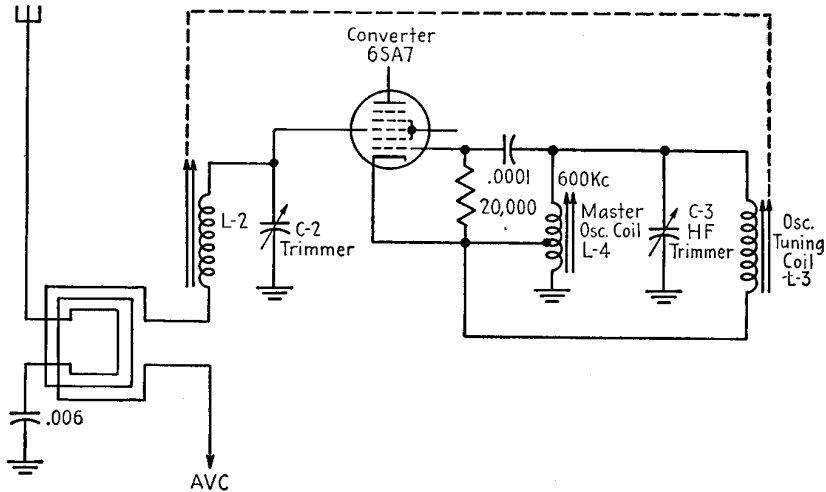 Converter
6SA7
L-2
C-2
Trimmer
.0001
20,000
600Kc
Master
Osc. Coil
L-4
C-3
HF
Trimmer
Osc.
Tuning
Coil
L-3
.006
AVC